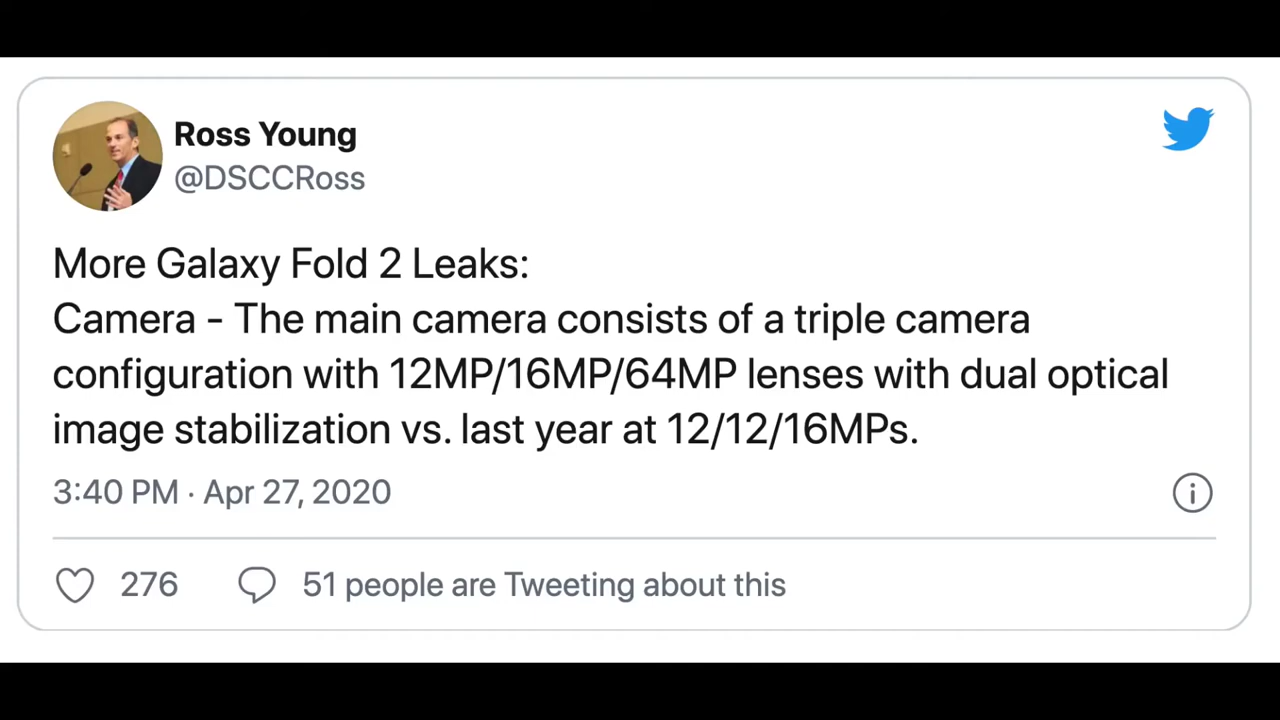 Ross Young
@DSCCRoss
More Galaxy Fold 2 Leaks:
Camera - The main camera consists of a triple camera
configuration with 12MP/16MP/64MP lenses with dual optical
image stabilization vs. last year at 12/12/16MPs.
3:40 PM · Apr 27, 2020
276 51 people are Tweeting about this